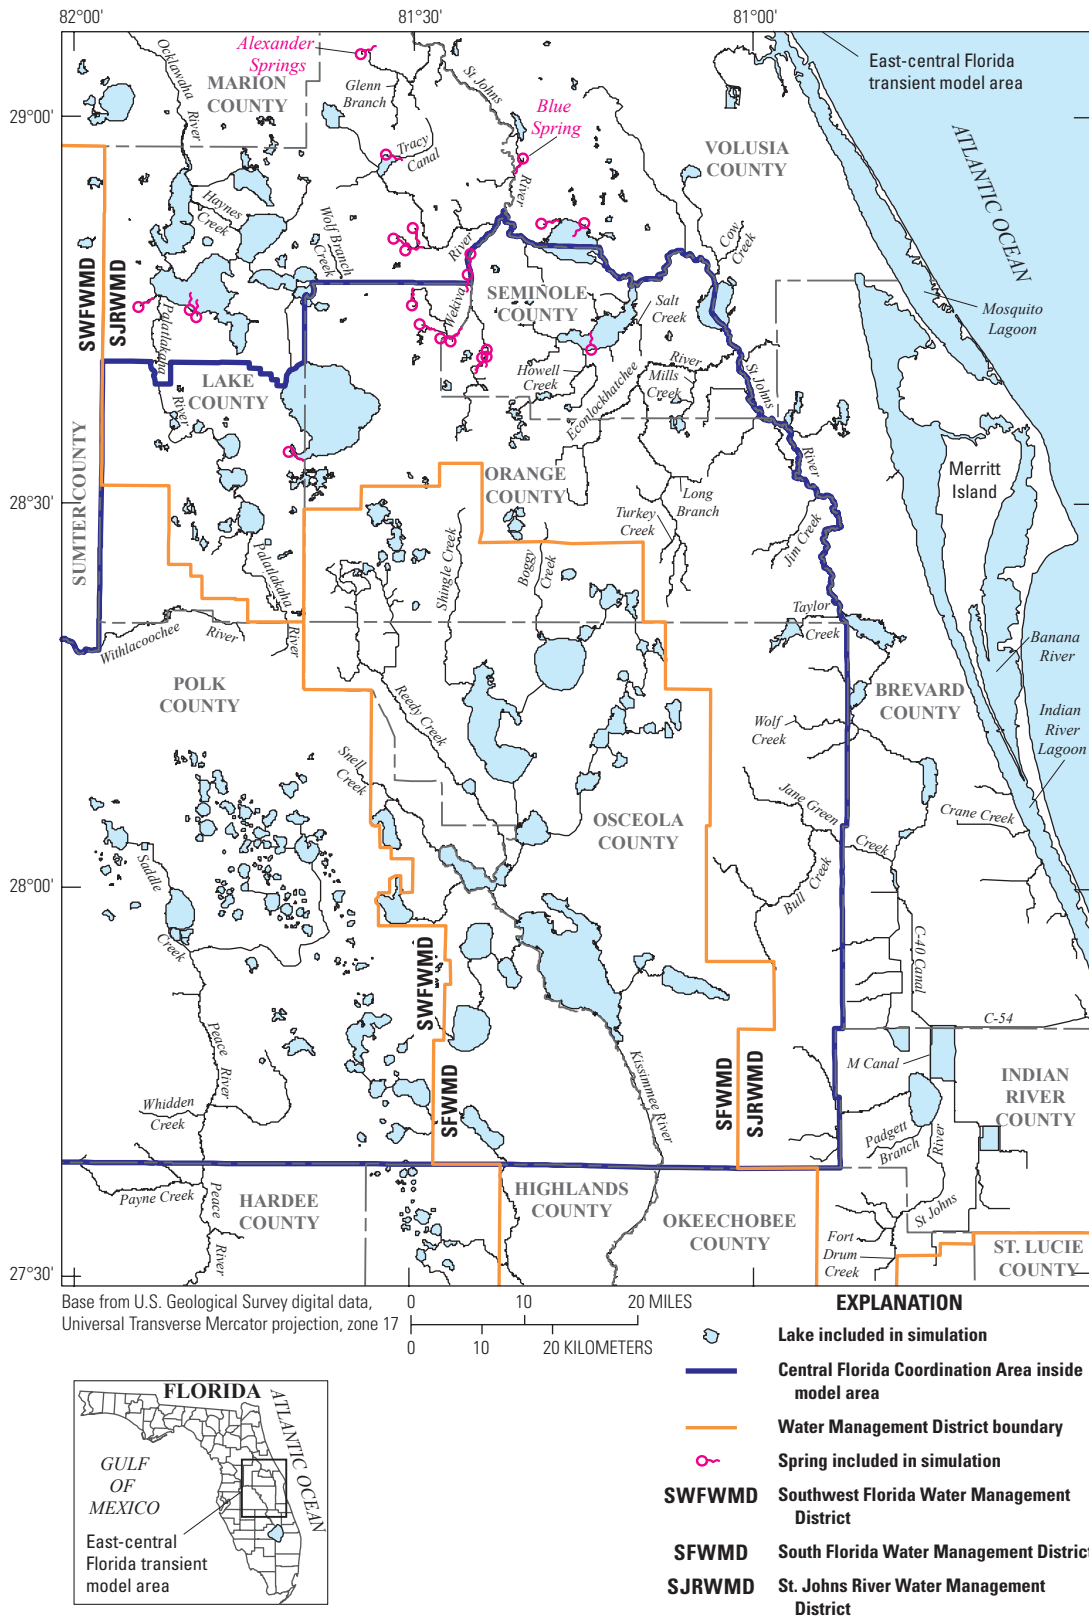 82°00'
81°30'
81°00'
Alexander
Springs
Ocklawaha
River
MARION
COUNTY
Glenn
Branch
St Johns
River
East-central Florida
transient model area
29°00'
Blue
Spring
Tracy
Canal
VOLUSIA
COUNTY
ATLANTIC OCEAN
Haynes
Creek
Wolf Branch
Creek
River
Wekiva
Cow
Creek
SWFWMD
SJRWMD
Palatlakaha
River
SEMINOLE
COUNTY
Salt
Creek
Mosquito
Lagoon
LAKE
COUNTY
Howell
Creek
Econlockhatchee
River
Mills
Creek
St Johns
River
SUMTER COUNTY
ORANGE
COUNTY
Merritt
Island
28°30'
Long
Branch
Turkey
Creek
Jim Creek
Shingle Creek
Boggy
Creek
Palatlakaha
River
Taylor
Creek
Withlacoochee
River
Banana
River
POLK
COUNTY
Reedy Creek
BREVARD
COUNTY
Indian
River
Lagoon
Wolf
Creek
Snell
Creek
Jane Green
Creek
Crane Creek
OSCEOLA
COUNTY
Saddle
Creek
28°00'
Bull Creek
C-40 Canal
SWFWMD
SFWMD
C-54
Peace
River
Kissimmee River
SFWMD
SJRWMD
M Canal
INDIAN
RIVER
COUNTY
Whidden
Creek
Padgett
Branch
River
St Johns
Payne Creek
Peace
River
HARDEE
COUNTY
HIGHLANDS
COUNTY
OKEECHOBEE
COUNTY
Fort
Drum
Creek
ST. LUCIE
COUNTY
27°30'
Base from U.S. Geological Survey digital data,
Universal Transverse Mercator projection, zone 17
0 10 20 MILES
0 10 20 KILOMETERS
EXPLANATION
Lake included in simulation
Central Florida Coordination Area inside
model area
Water Management District boundary
Spring included in simulation
SWFWMD Southwest Florida Water Management
District
SFWMD South Florida Water Management District
SJRWMD St. Johns River Water Management
District
FLORIDA
ATLANTIC OCEAN
GULF
OF
MEXICO
East-central
Florida transient
model area